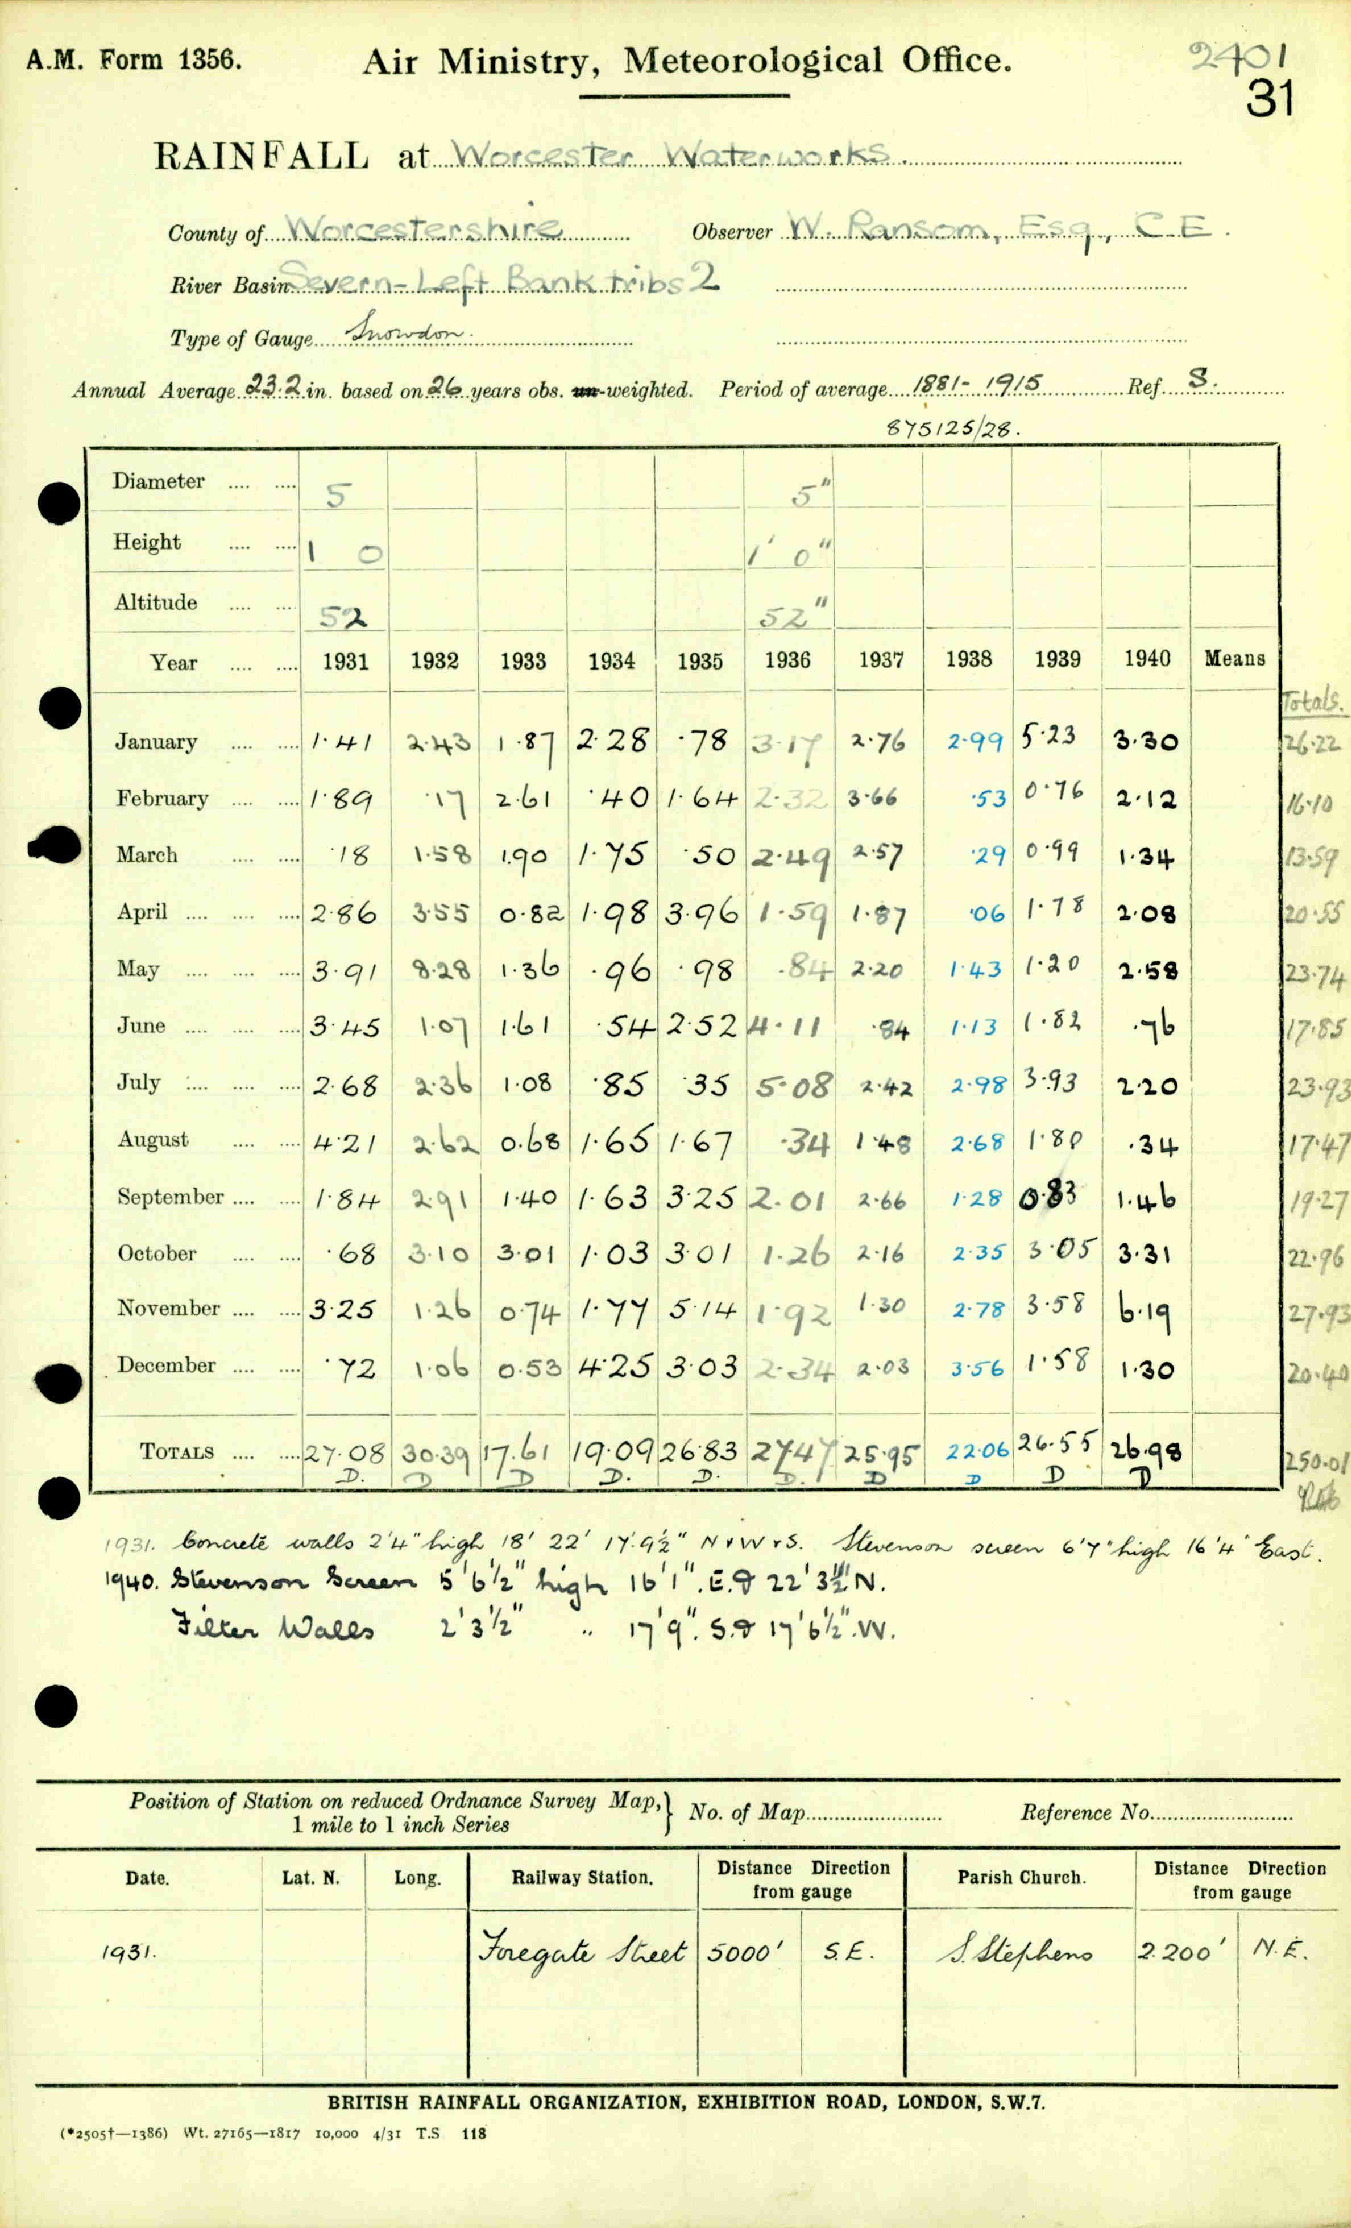 A.M. Form 1356. Air Ministry, Meteorological Office. 2401
31
RAINFALL at Worcester Waterworks.
County of Worcestershire Observer W. Ransom, Esq., C.E.
River Basin Severn-Left Bank tribs 2
Type of Gauge Snowdon.
Annual Average 23.2 in. based on 26 years obs. un-weighted. Period of average 1881-1915 Ref. S.
875125/28.
Diameter .... .... 5 5"
Height .... .... 1 0 1' 0"
Altitude .... .... 52 52"
Year .... .... 1931 1932 1933 1934 1935 1936 1937 1938 1939 1940 Means
Totals.
January .... .... 1.41 2.43 1.87 2.28 .78 3.17 2.76 2.99 5.23 3.30 26.22
February .... .... 1.89 .17 2.61 .40 1.64 2.32 3.66 .53 0.76 2.12 16.10
March .... .... .18 1.58 1.90 1.75 .50 2.49 2.57 .29 0.99 1.34 13.59
April .... .... .... 2.86 3.55 0.82 1.98 3.96 1.59 1.87 .06 1.78 2.08 20.55
May .... .... .... 3.91 8.28 1.36 .96 .98 .84 2.20 1.43 1.20 2.58 23.74
June .... .... .... 3.45 1.07 1.61 .54 2.52 4.11 .84 1.13 1.82 .76 17.85
July .... .... .... 2.68 2.36 1.08 .85 .35 5.08 2.42 2.98 3.93 2.20 23.93
August .... .... 4.21 2.62 0.68 1.65 1.67 .34 1.48 2.68 1.80 .34 17.47
September .... .... 1.84 2.91 1.40 1.63 3.25 2.01 2.66 1.28 0.83 1.46 19.27
October .... .... .68 3.10 3.01 1.03 3.01 1.26 2.16 2.35 3.05 3.31 22.96
November .... .... 3.25 1.26 0.74 1.77 5.14 1.92 1.30 2.78 3.58 6.19 27.93
December .... .... .72 1.06 0.53 4.25 3.03 2.34 2.03 3.56 1.58 1.30 20.40
TOTALS .... .... 27.08 30.39 17.61 19.09 26.83 27.47 25.95 22.06 26.55 26.98 250.01
D. D D D. D. D. D D D D
1931. Concrete walls 2'4" high 18' 22' 17'9½" N+W+S. Stevenson screen 6'7" high 16'4" East.
1940. Stevenson Screen 5'6½" high 16'1". E. & 22'3½" N.
Filter Walls 2'3½" " 17'9". S. & 17'6½". W.
Position of Station on reduced Ordnance Survey Map, 1 mile to 1 inch Series } No. of Map Reference No.
Date. Lat. N. Long. Railway Station. Distance Direction from gauge Parish Church. Distance Direction from gauge
1931. Foregate Street 5000' S.E. S. Stephens 2200' N.E.
BRITISH RAINFALL ORGANIZATION, EXHIBITION ROAD, LONDON, S.W.7.
(*2505†—1386) Wt. 27165—1817 10,000 4/31 T.S 118